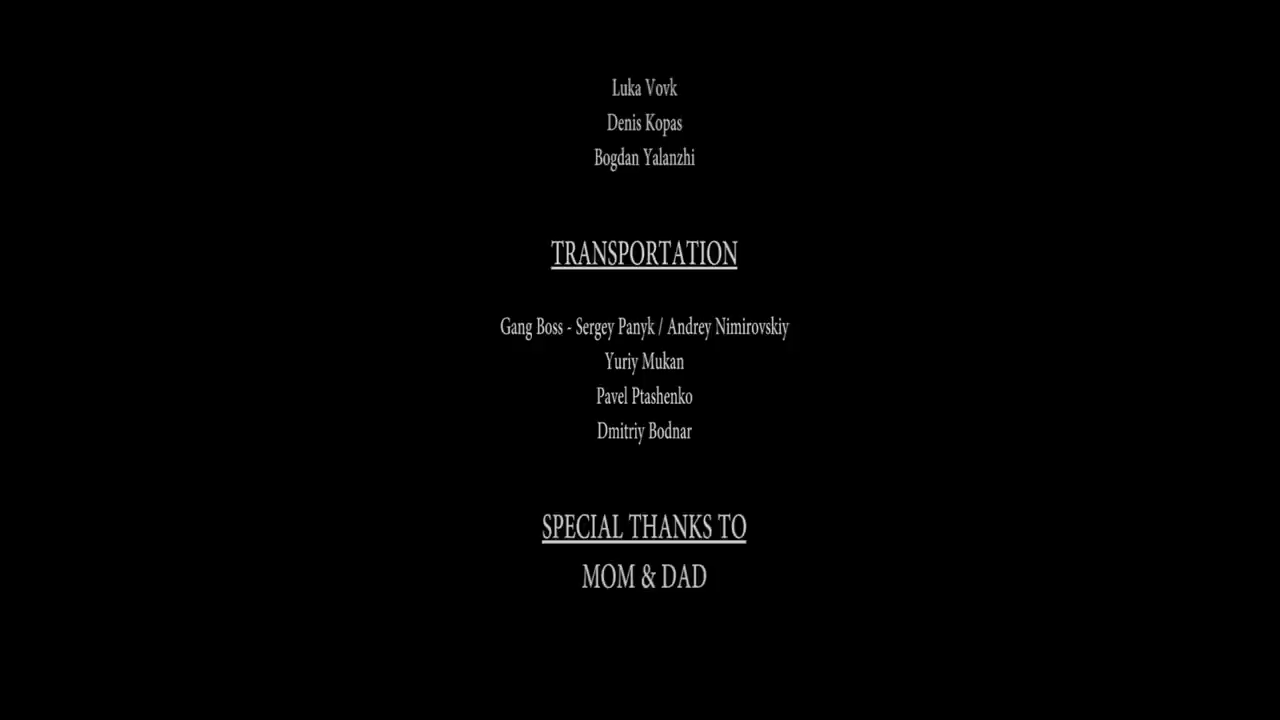 Luka Vovk
Denis Kopas
Bogdan Yalanzhi
TRANSPORTATION
Gang Boss - Sergey Panyk / Andrey Nimirovskiy
Yuriy Mukan
Pavel Ptashenko
Dmitriy Bodnar
SPECIAL THANKS TO
MOM & DAD